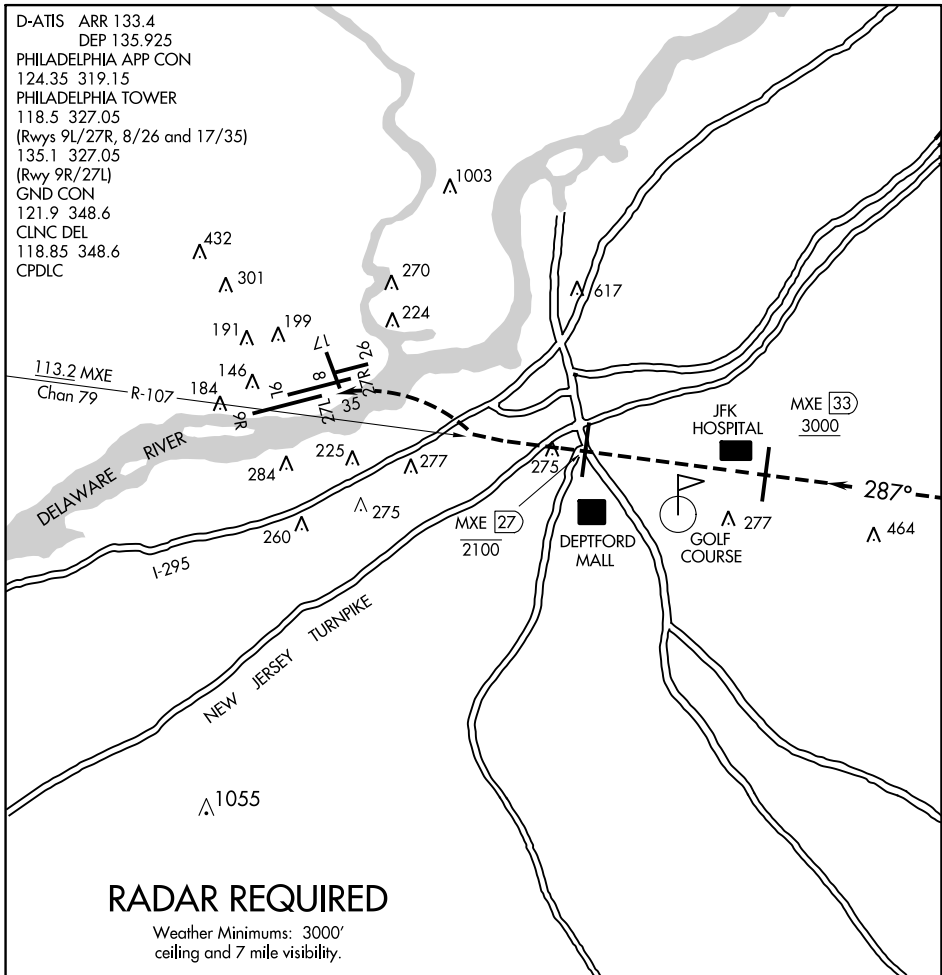 D-ATIS ARR 133.4
DEP 135.925
PHILADELPHIA APP CON
124.35 319.15
PHILADELPHIA TOWER
118.5 327.05
(Rwys 9L/27R, 8/26 and 17/35)
135.1 327.05
(Rwy 9R/27L)
GND CON
121.9 348.6
CLNC DEL
118.85 348.6
CPDLC
1003
432
301
270
617
224
191
199
17
26
113.2 MXE
Chan 79
R-107
146
8
27R
9L
184
35
27L
9R
JFK
HOSPITAL
MXE 33
3000
DELAWARE RIVER
225
284
277
275
287°
275
MXE 27
2100
DEPTFORD
MALL
GOLF
COURSE
277
464
260
I-295
NEW JERSEY TURNPIKE
1055
RADAR REQUIRED
Weather Minimums: 3000'
ceiling and 7 mile visibility.